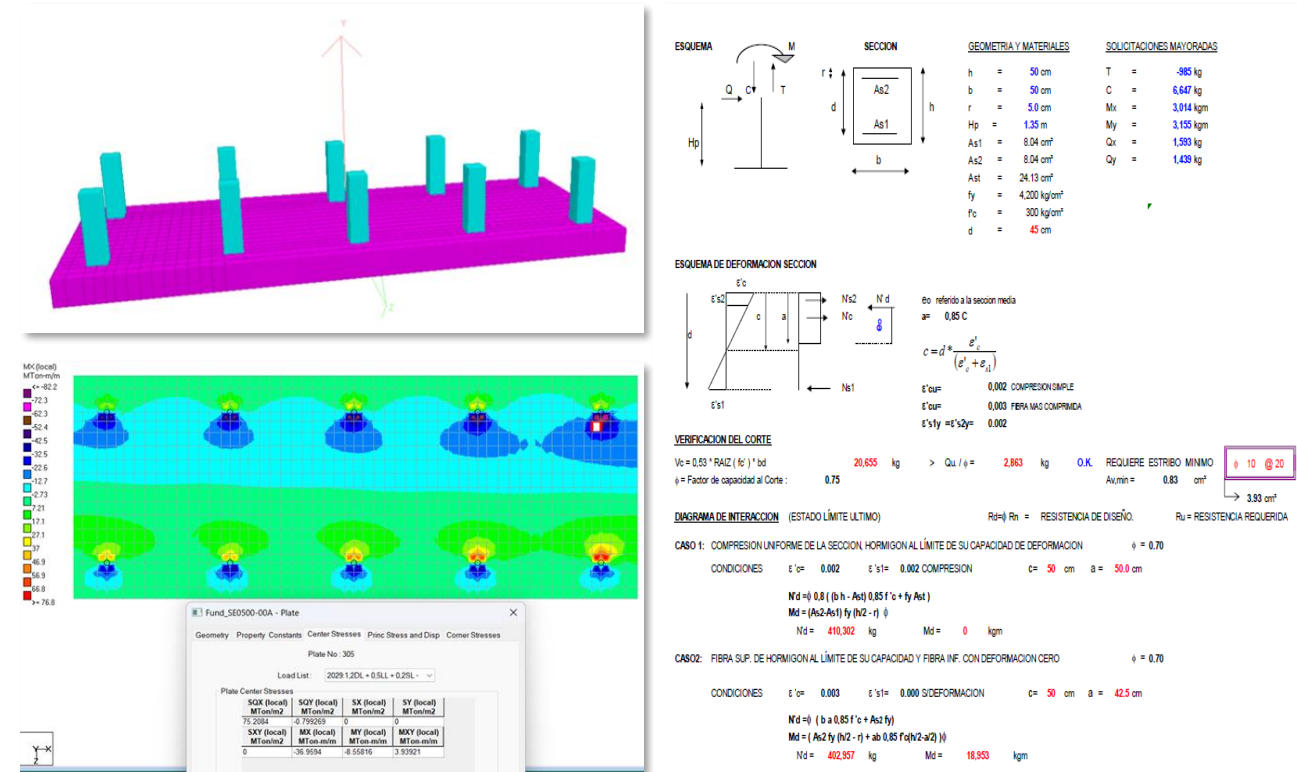 Y
Z
MX (local)
MTon-m/m
<= -82.2
-72.3
-62.3
-52.4
-42.5
-32.5
-22.6
-12.7
-2.73
7.21
17.1
27.1
37
46.9
56.9
66.8
>= 76.8
Y X
Z
Fund_SE0500-00A - Plate
Geometry Property Constants Center Stresses Princ Stress and Disp Corner Stresses
Plate No : 305
Load List : 2029:1,2DL + 0,5LL + 0,2SL -
Plate Center Stresses
SQX (local) MTon/m2 SQY (local) MTon/m2 SX (local) MTon/m2 SY (local) MTon/m2
75.2084 -0.799269 0 0
SXY (local) MTon/m2 MX (local) MTon-m/m MY (local) MTon-m/m MXY (local) MTon-m/m
0 -36.9594 -8.55816 3.93921
ESQUEMA SECCION GEOMETRIA Y MATERIALES SOLICITACIONES MAYORADAS
M
Q C T
Hp
r
d
As2
As1
h
b
h = 50 cm T = -985 kg
b = 50 cm C = 6,647 kg
r = 5.0 cm Mx = 3,014 kgm
Hp = 1.35 m My = 3,155 kgm
As1 = 8.04 cm² Qx = 1,593 kg
As2 = 8.04 cm² Qy = 1,439 kg
Ast = 24.13 cm²
fy = 4,200 kg/cm²
f'c = 300 kg/cm²
d = 45 cm
ESQUEMA DE DEFORMACION SECCION
ε'c
ε's2 N's2 N' d
c a N'c
d
ε's1 Ns1
eo referido a la seccion media
a= 0,85 C
c = d * ε'c / (ε'c + εs1)
ε'cu= 0,002 COMPRESION SIMPLE
ε'cu= 0,003 FIBRA MAS COMPRIMIDA
ε's1y =ε's2y= 0.002
VERIFICACION DEL CORTE
Vc = 0,53 * RAIZ ( fc' ) * bd 20,655 kg > Qu. / ϕ = 2,863 kg O.K. REQUIERE ESTRIBO MINIMO ϕ 10 @ 20
ϕ = Factor de capacidad al Corte : 0.75 Av,min = 0.83 cm²
3.93 cm²
DIAGRAMA DE INTERACCION (ESTADO LÍMITE ULTIMO) Rd=ϕ Rn = RESISTENCIA DE DISEÑO. Ru = RESISTENCIA REQUERIDA
CASO 1: COMPRESION UNIFORME DE LA SECCION, HORMIGON AL LÍMITE DE SU CAPACIDAD DE DEFORMACION ϕ = 0.70
CONDICIONES ε 'c= 0.002 ε 's1= 0.002 COMPRESION c= 50 cm a = 50.0 cm
N'd =ϕ 0,8 ( (b h - Ast) 0,85 f 'c + fy Ast )
Md = (As2-As1) fy (h/2 - r) ϕ
N'd = 410,302 kg Md = 0 kgm
CASO2: FIBRA SUP. DE HORMIGON AL LÍMITE DE SU CAPACIDAD Y FIBRA INF. CON DEFORMACION CERO ϕ = 0.70
CONDICIONES ε 'c= 0.003 ε 's1= 0.000 S/DEFORMACION c= 50 cm a = 42.5 cm
N'd =ϕ ( b a 0,85 f 'c + As2 fy)
Md = ( As2 fy (h/2 - r) + ab 0,85 f'c(h/2-a/2) )ϕ
N'd = 402,957 kg Md = 18,953 kgm